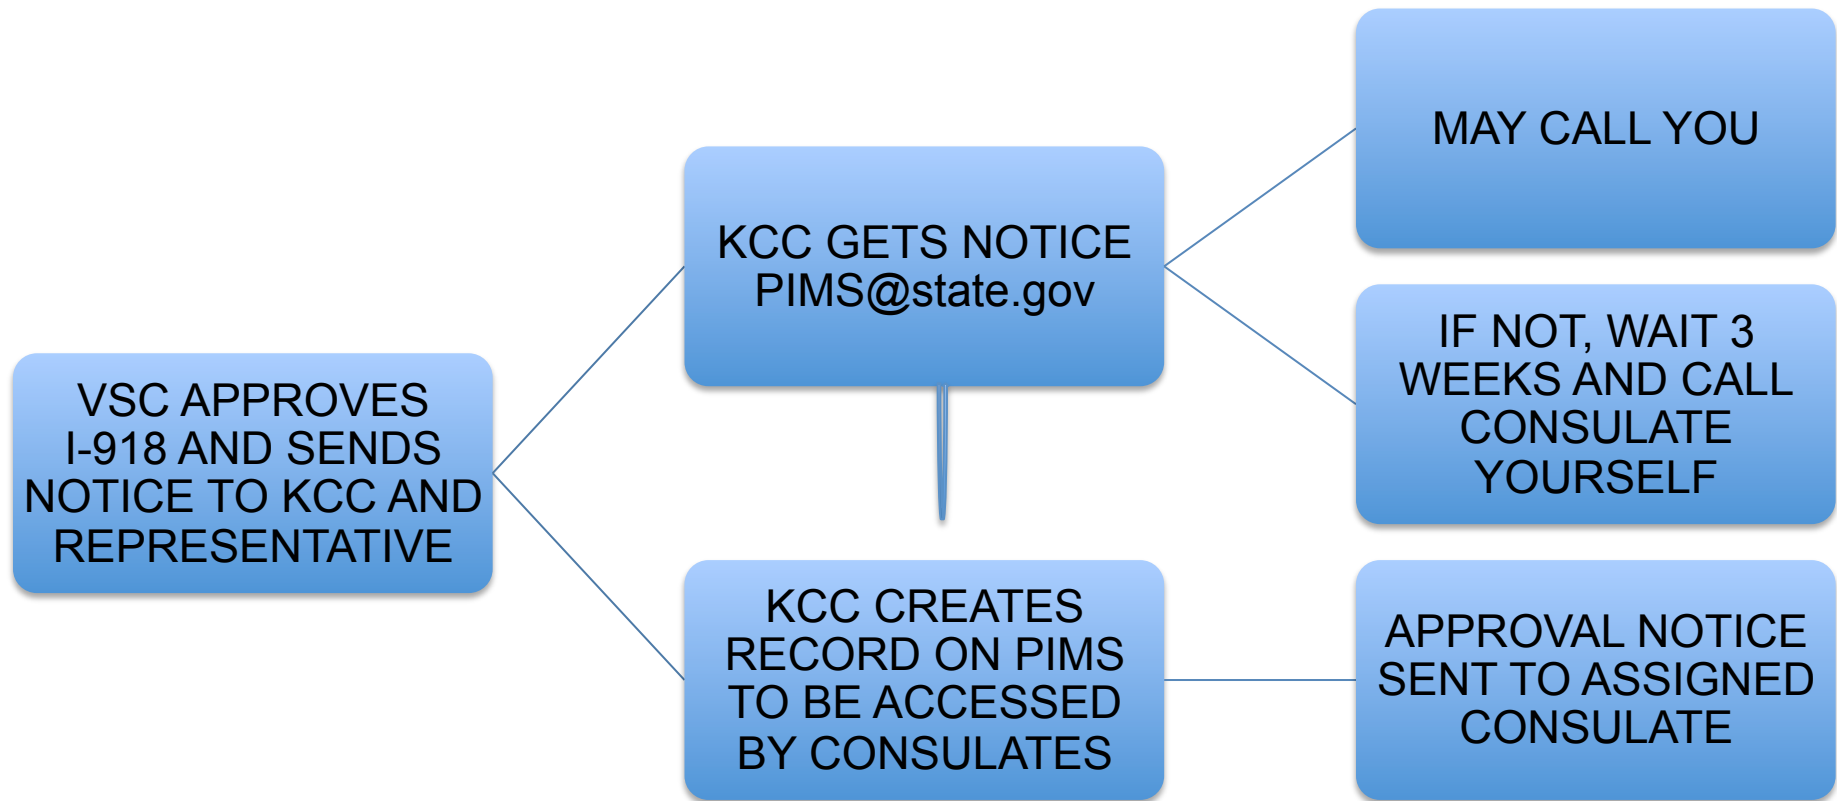 VSC APPROVES
I-918 AND SENDS
NOTICE TO KCC AND
REPRESENTATIVE
KCC GETS NOTICE
PIMS@state.gov
MAY CALL YOU
IF NOT, WAIT 3
WEEKS AND CALL
CONSULATE
YOURSELF
KCC CREATES
RECORD ON PIMS
TO BE ACCESSED
BY CONSULATES
APPROVAL NOTICE
SENT TO ASSIGNED
CONSULATE